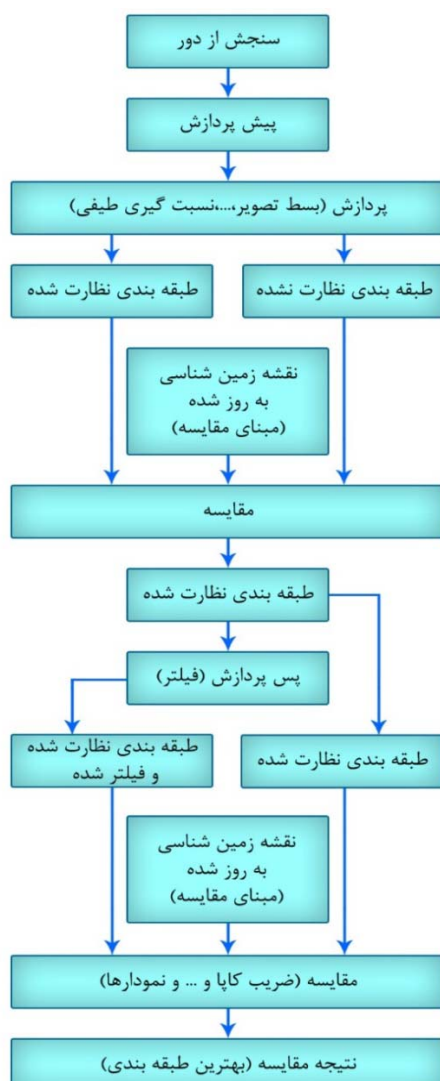 سنجش از دور
پیش پردازش
پردازش (بسط تصویر،...،نسبت گیری طیفی)
طبقه بندی نظارت نشده
طبقه بندی نظارت شده
نقشه زمین شناسی
به روز شده
(مبنای مقایسه)
مقایسه
طبقه بندی نظارت شده
پس پردازش (فیلتر)
طبقه بندی نظارت شده
طبقه بندی نظارت شده
و فیلتر شده
نقشه زمین شناسی
به روز شده
(مبنای مقایسه)
مقایسه (ضریب کاپا و ... و نمودارها)
نتیجه مقایسه (بهترین طبقه بندی)